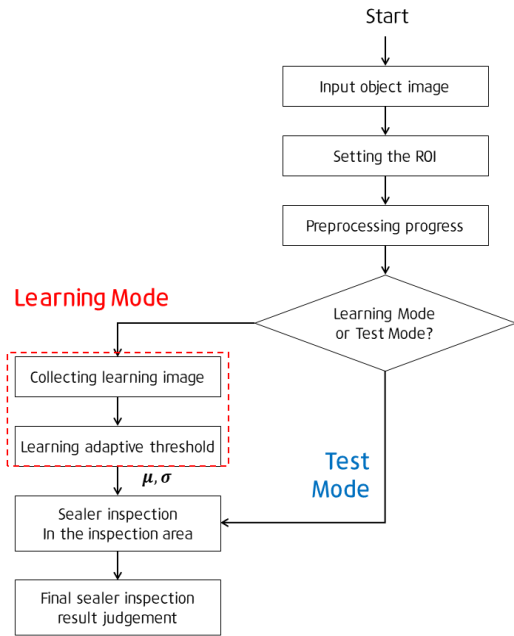 Start
Input object image
Setting the ROI
Preprocessing progress
Learning Mode
or Test Mode?
Learning Mode
Collecting learning image
Learning adaptive threshold
μ, σ
Test
Mode
Sealer inspection
In the inspection area
Final sealer inspection
result judgement